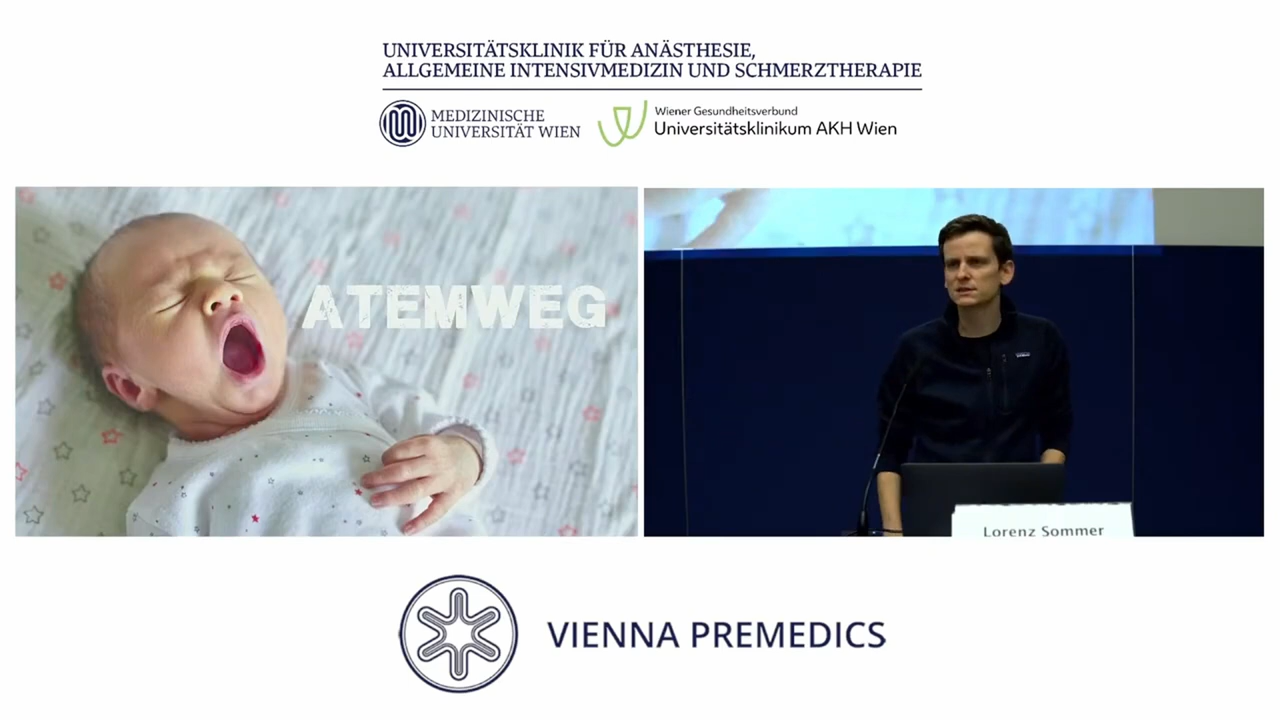 UNIVERSITÄTSKLINIK FÜR ANÄSTHESIE,
ALLGEMEINE INTENSIVMEDIZIN UND SCHMERZTHERAPIE
MEDIZINISCHE
UNIVERSITÄT WIEN
Wiener Gesundheitsverbund
Universitätsklinikum AKH Wien
ATEMWEG
Lorenz Sommer
VIENNA PREMEDICS